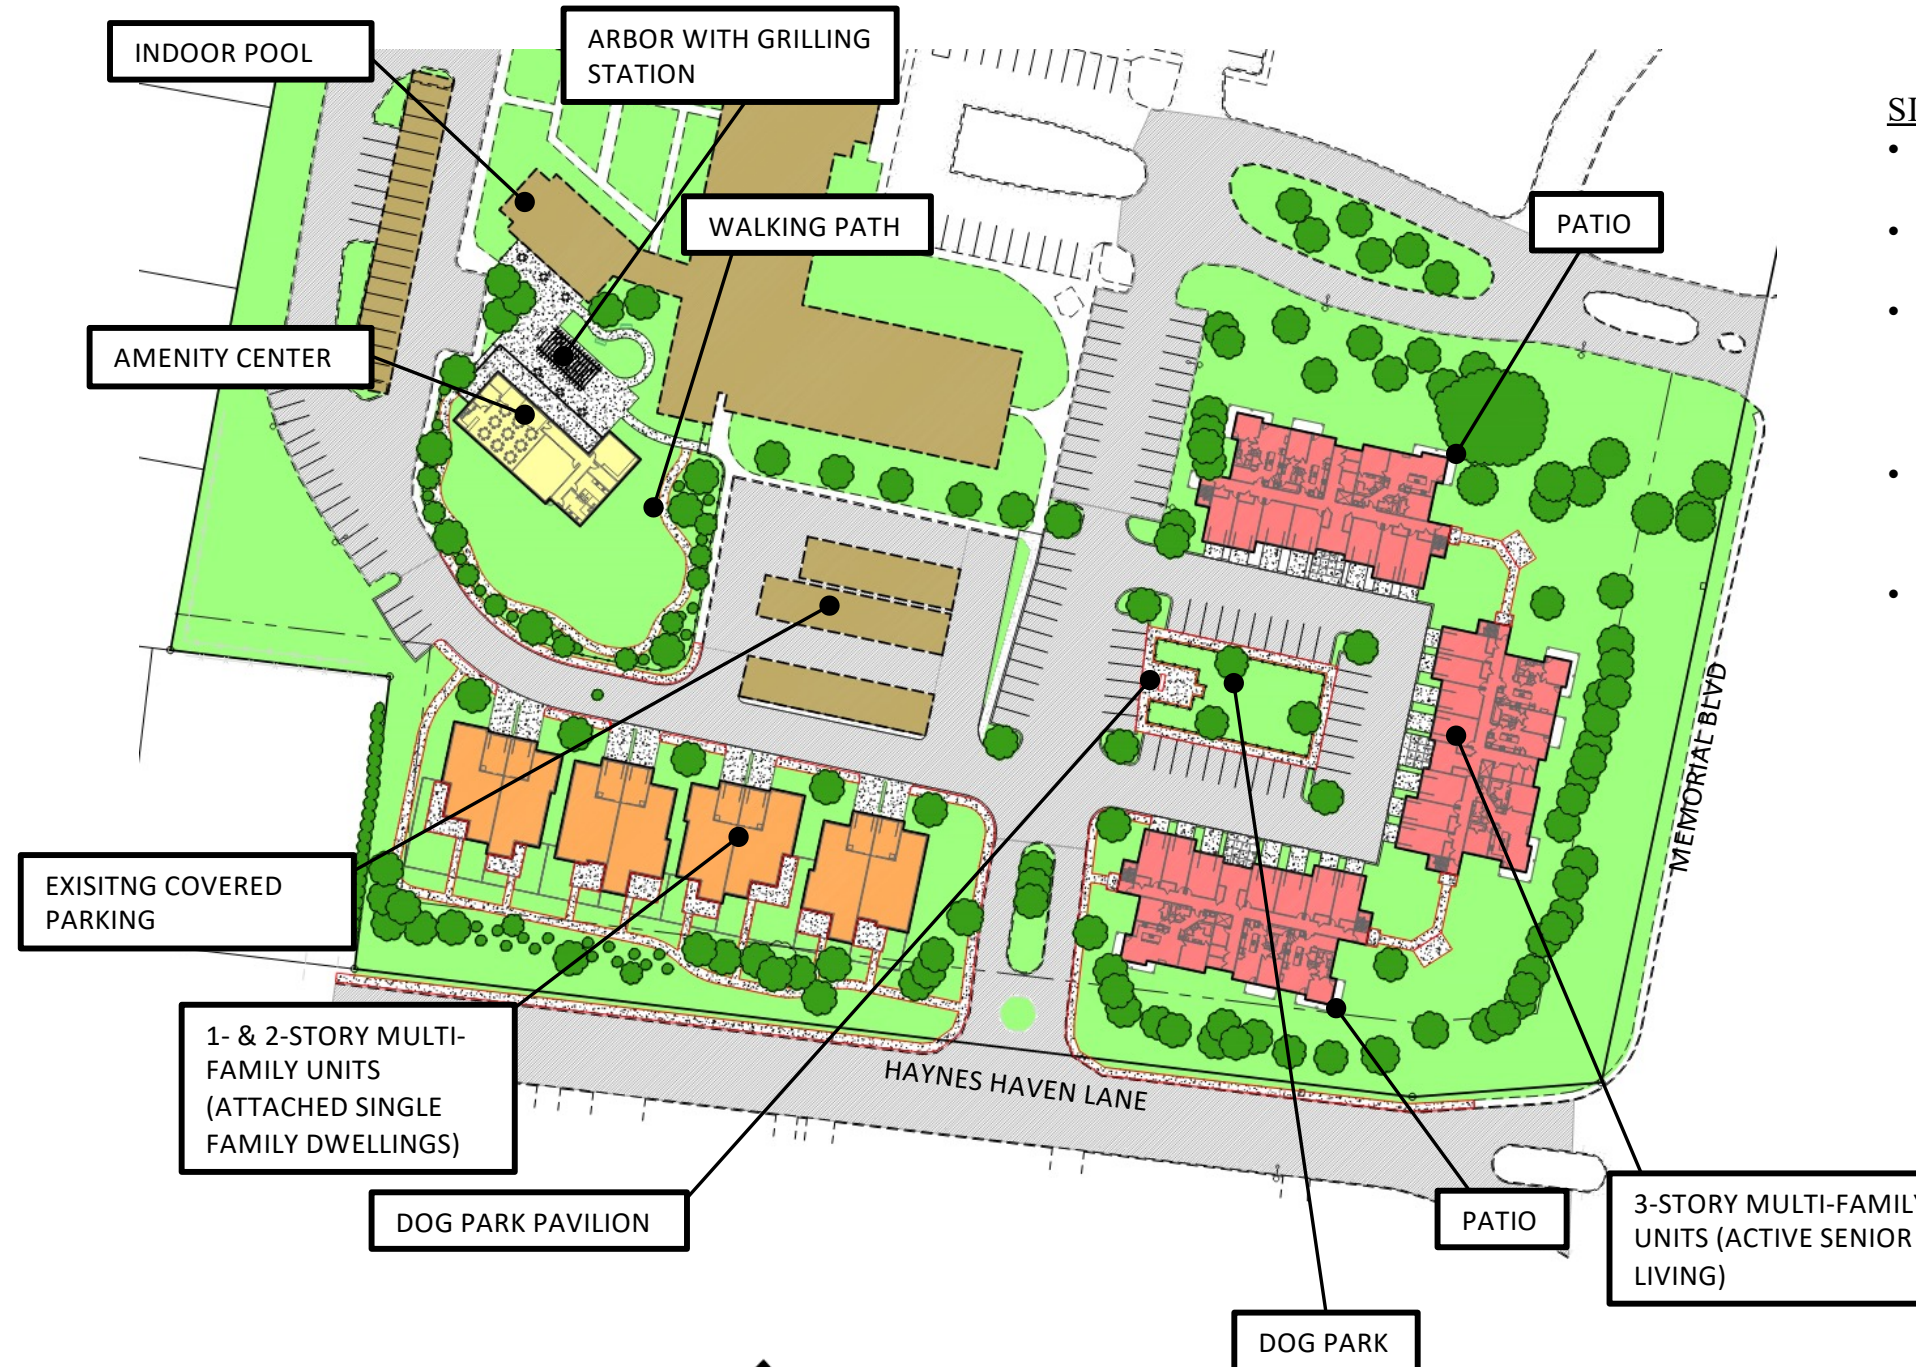 INDOOR POOL
ARBOR WITH GRILLING
STATION
WALKING PATH
PATIO
AMENITY CENTER
MEMORIAL BLVD
EXISITNG COVERED
PARKING
1- & 2-STORY MULTI-
FAMILY UNITS
(ATTACHED SINGLE
FAMILY DWELLINGS)
HAYNES HAVEN LANE
DOG PARK PAVILION
PATIO
3-STORY MULTI-FAMILY
UNITS (ACTIVE SENIOR
LIVING)
DOG PARK